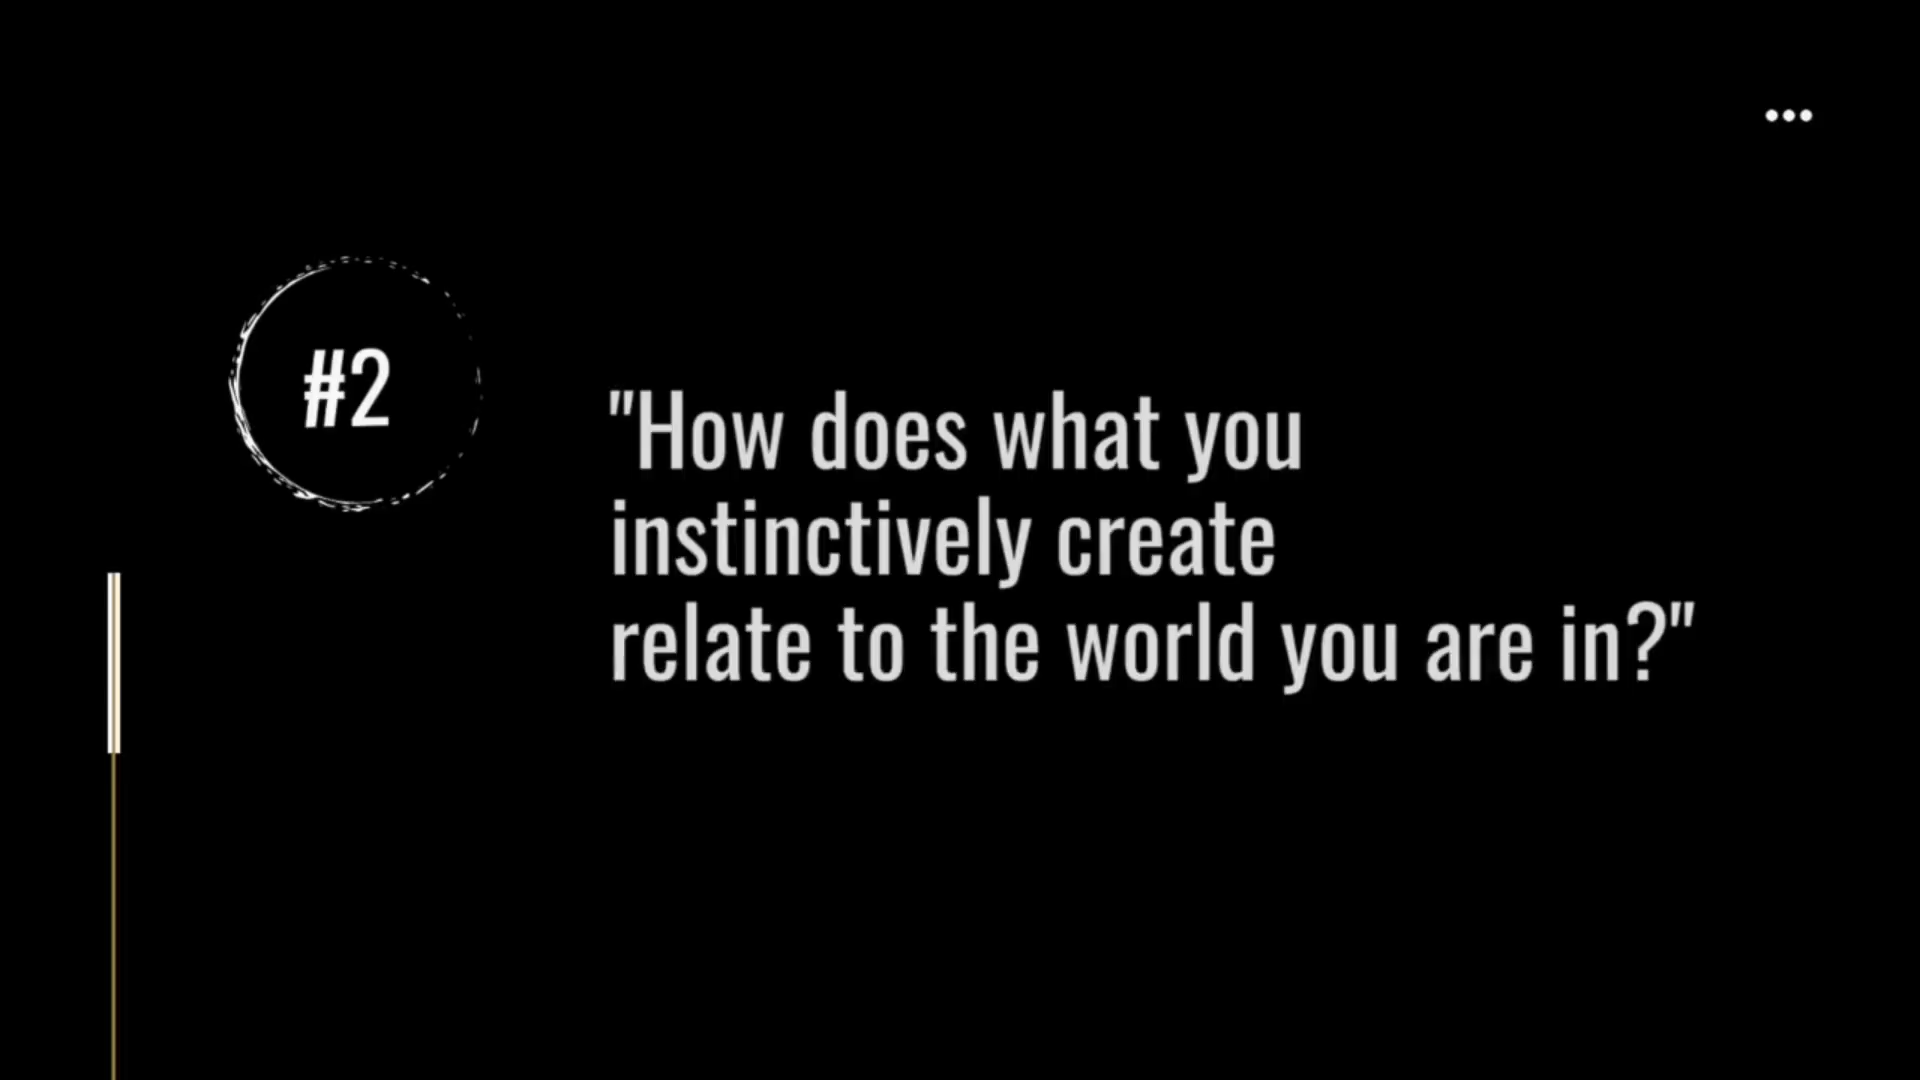 #2
"How does what you
instinctively create
relate to the world you are in?"